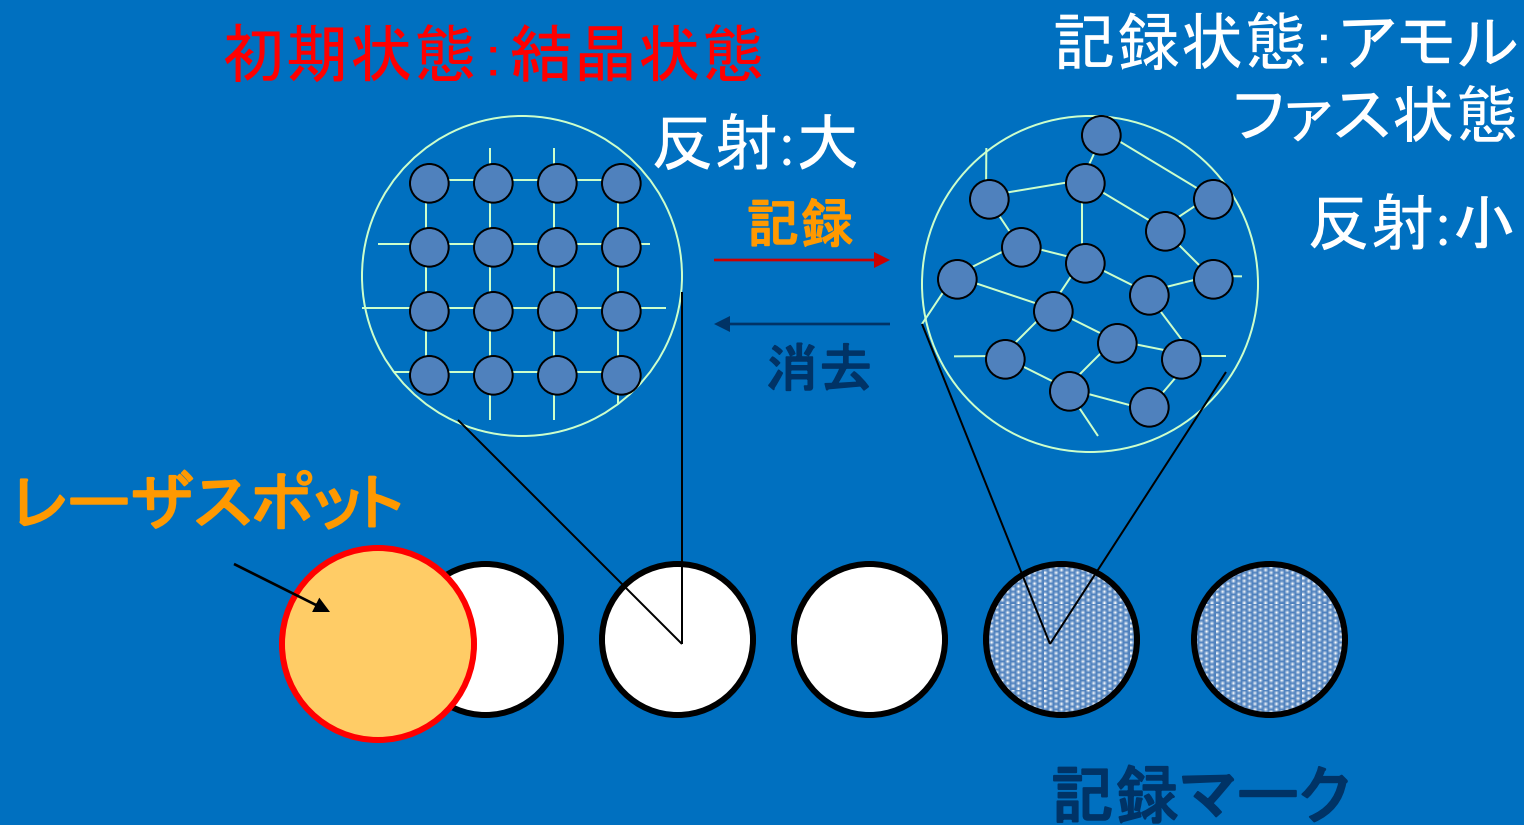 初期状態：結晶状態
記録状態：アモル
ファス状態
反射:大
反射:小
記録
消去
レーザスポット
記録マーク